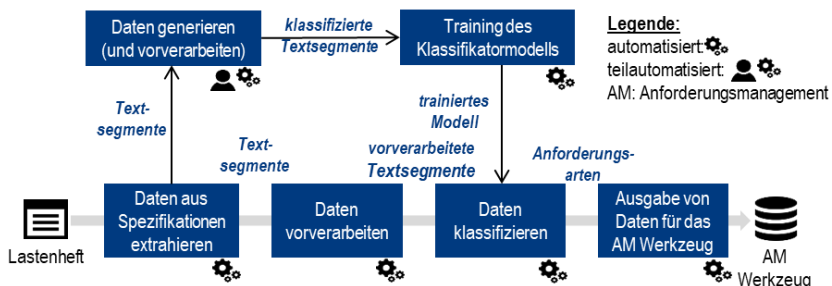 Daten generieren
(und vorverarbeiten)
klassifizierte
Textsegmente
Training des
Klassifikatormodells
Legende:
automatisiert:
teilautomatisiert:
AM: Anforderungsmanagement
Text-
segmente
trainiertes
Modell
Text-
segmente
vorverarbeitete
Textsegmente
Anforderungs-
arten
Lastenheft
Daten aus
Spezifikationen
extrahieren
Daten
vorverarbeiten
Daten
klassifizieren
Ausgabe von
Daten für das
AM Werkzeug
AM
Werkzeug